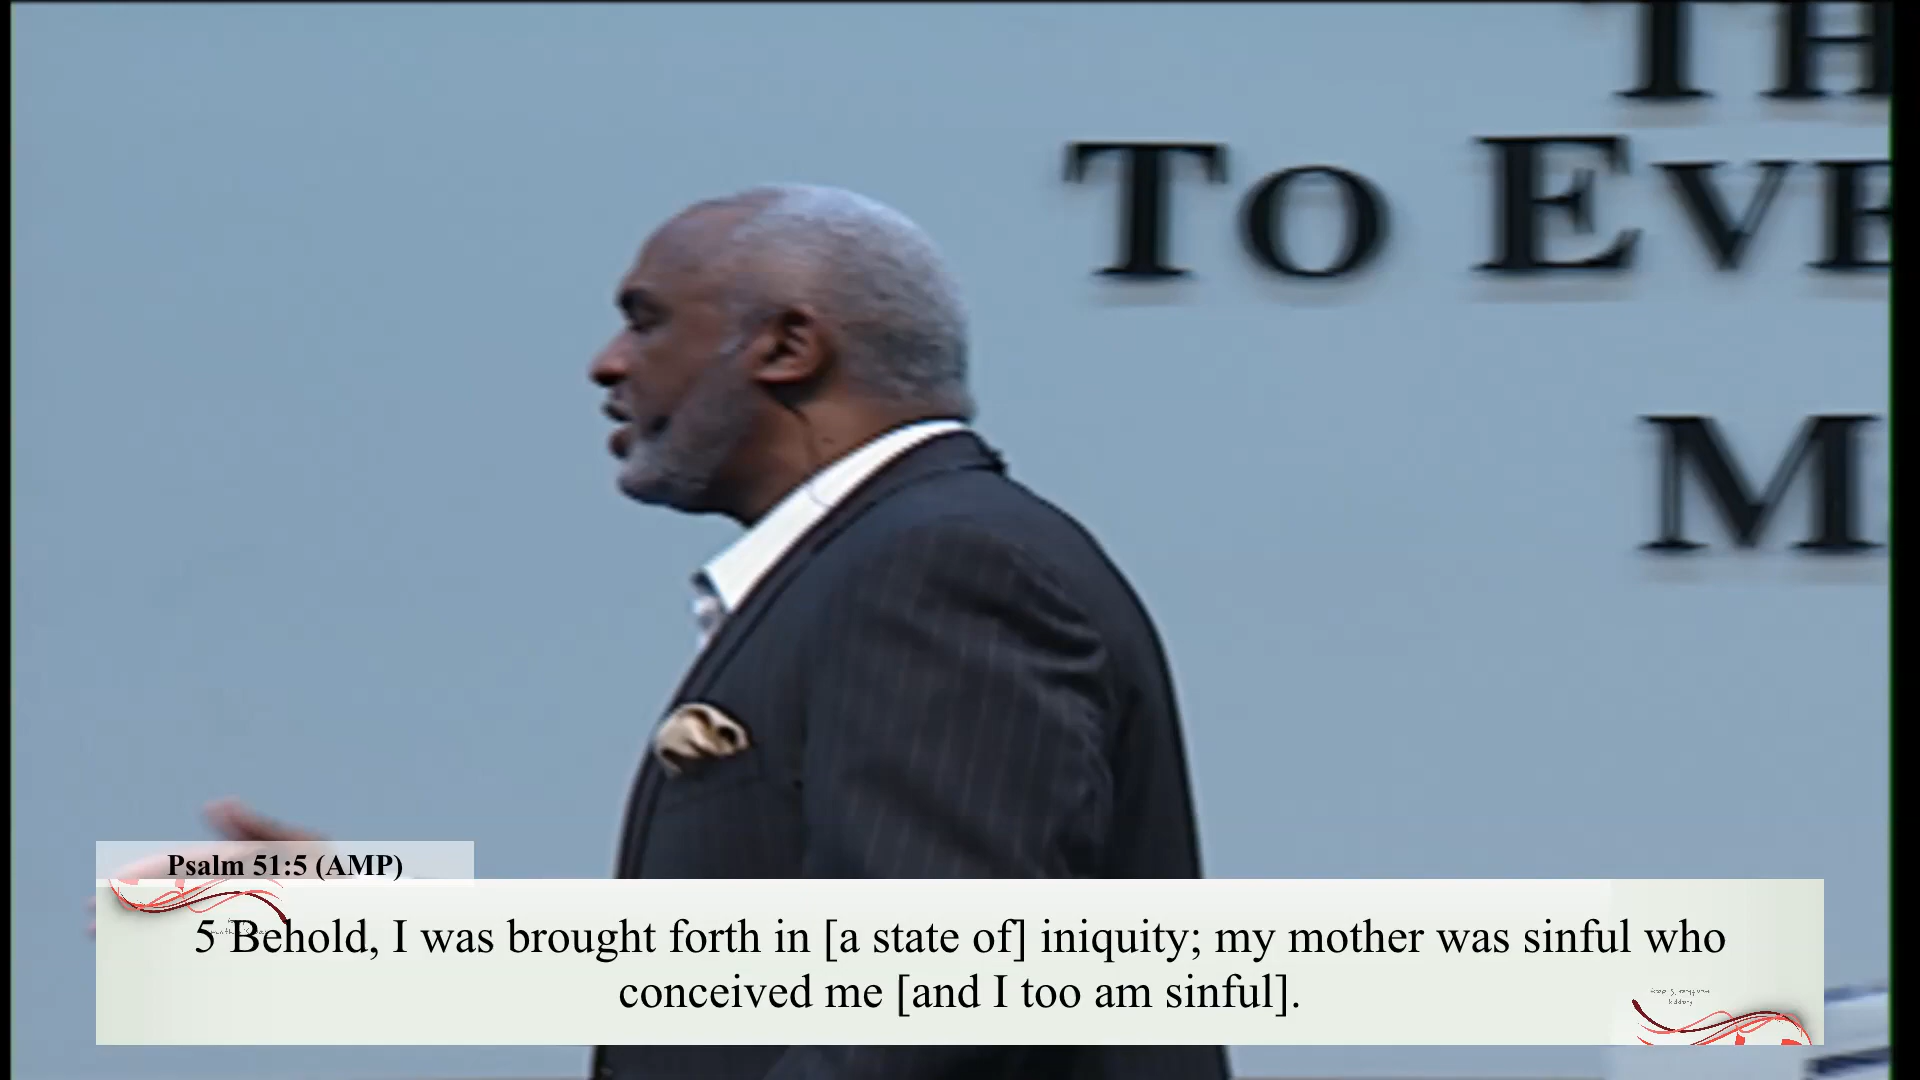 TH
TO EVE
M
Psalm 51:5 (AMP)
5 Behold, I was brought forth in [a state of] iniquity; my mother was sinful who
conceived me [and I too am sinful].